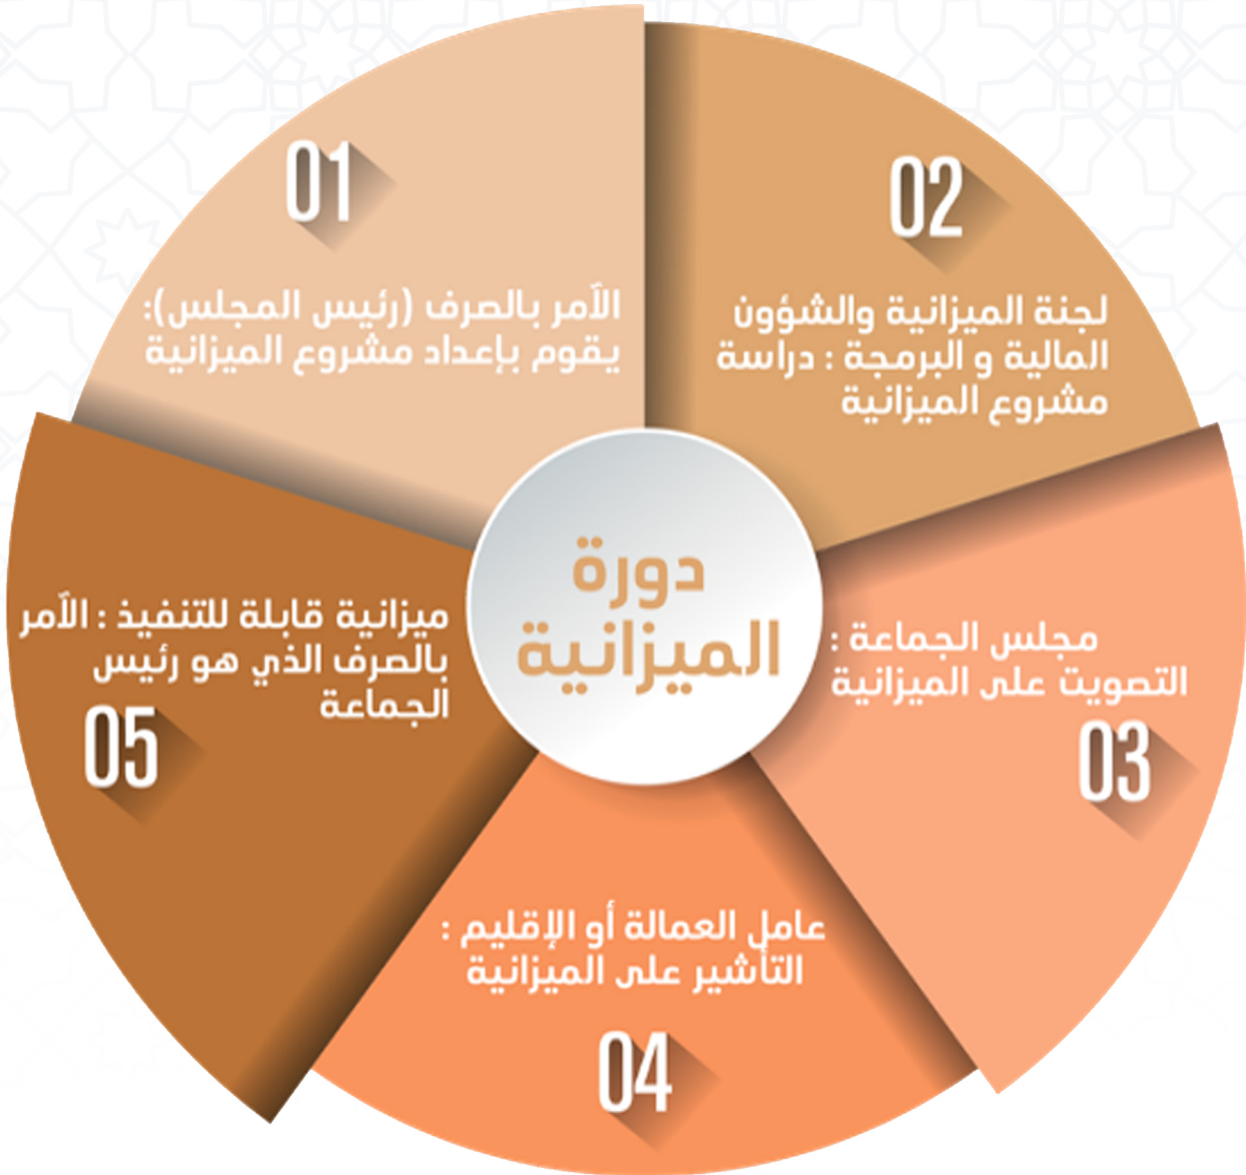 دورة
الميزانية
01
الآمر بالصرف (رئيس المجلس):
يقوم بإعداد مشروع الميزانية
02
لجنة الميزانية والشؤون
المالية و البرمجة : دراسة
مشروع الميزانية
مجلس الجماعة :
التصويت على الميزانية
03
عامل العمالة أو الإقليم :
التأشير على الميزانية
04
ميزانية قابلة للتنفيذ : الآمر
بالصرف الذي هو رئيس
الجماعة
05